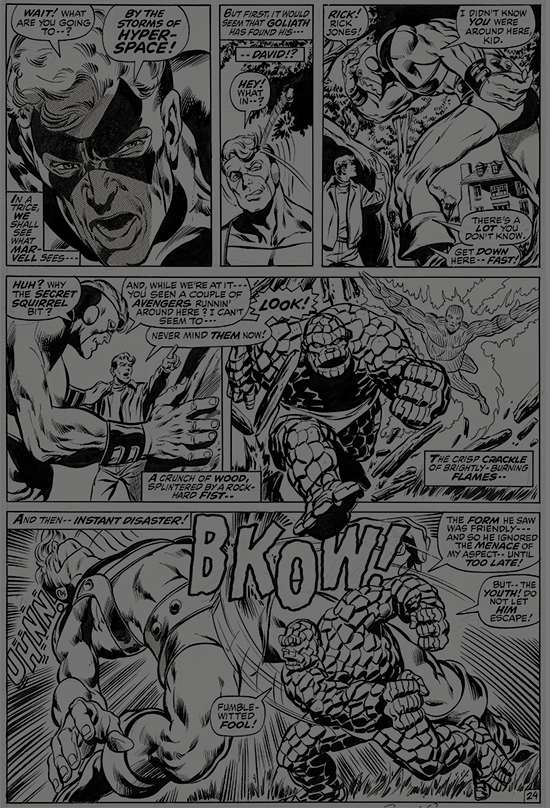 WAIT! WHAT
ARE YOU GOING
TO--?
BY THE
STORMS OF
HYPER-
SPACE!
IN A
TRICE,
WE
SHALL
SEE
WHAT
MAR-
VELL SEES---
BUT FIRST, IT WOULD
SEEM THAT GOLIATH
HAS FOUND HIS---
-- DAVID!?
HEY!
WHAT
IN--?
RICK!
RICK
JONES!
I DIDN'T KNOW
YOU WERE
AROUND HERE,
KID.
THERE'S A
LOT YOU
DON'T KNOW.
GET DOWN
HERE-- FAST!
HUH? WHY
THE SECRET
SQUIRREL
BIT?
AND, WHILE WE'RE AT IT---
YOU SEEN A COUPLE OF
AVENGERS RUNNIN'
AROUND HERE? I CAN'T
SEEM TO---
NEVER MIND THEM NOW!
A CRUNCH OF WOOD,
SPLINTERED BY A ROCK-
HARD FIST--
LOOK!
THE CRISP CRACKLE
OF BRIGHTLY-BURNING
FLAMES--
AND THEN-- INSTANT DISASTER!
BKOW!
UHNN!
THE FORM HE SAW
WAS FRIENDLY---
AND SO HE IGNORED
THE MENACE OF
MY ASPECT-- UNTIL
TOO LATE!
BUT-- THE
YOUTH! DO
NOT LET
HIM
ESCAPE!
FUMBLE-
WITTED
FOOL!
24